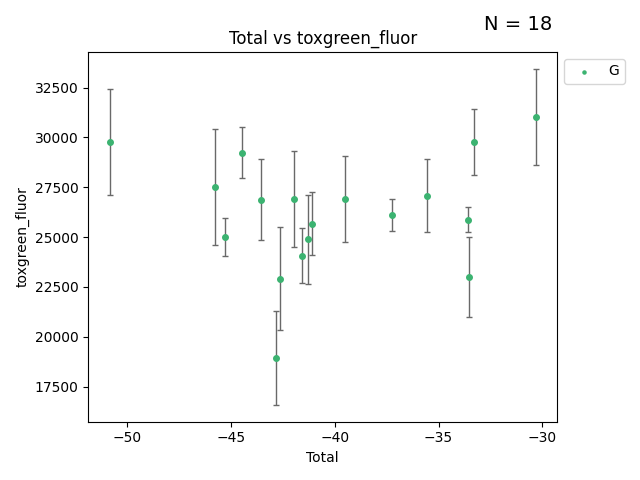 N = 18
Total vs toxgreen_fluor
G
32500
30000
27500
25000
22500
20000
17500
toxgreen_fluor
−50
−45
−40
−35
−30
Total